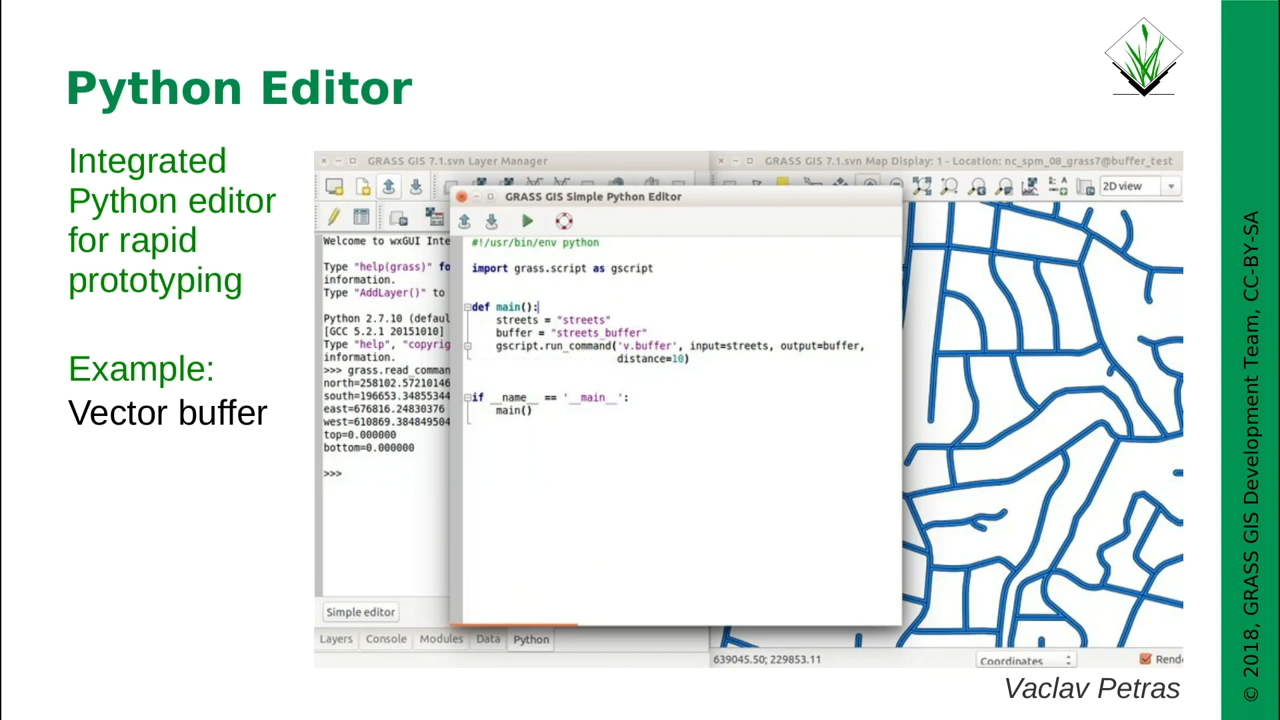 Python Editor
Integrated
Python editor
for rapid
prototyping
Example:
Vector buffer
GRASS GIS 7.1.svn Layer Manager
GRASS GIS 7.1.svn Map Display: 1 - Location: nc_spm_08_grass7@buffer_test
2D view
GRASS GIS Simple Python Editor
Welcome to wxGUI Inte
Type "help(grass)" fo
information.
Type "AddLayer()" to
Python 2.7.10 (defaul
[GCC 5.2.1 20151010]
Type "help", "copyrig
information.
>>> grass.read_comman
north=258102.57210146
south=196653.34855344
east=676816.24830376
west=610869.384849504
top=0.000000
bottom=0.000000
>>>
#!/usr/bin/env python
import grass.script as gscript
def main():
streets = "streets"
buffer = "streets_buffer"
gscript.run_command('v.buffer', input=streets, output=buffer,
distance=10)
if __name__ == '__main__':
main()
Simple editor
Layers Console Modules Data Python
639045.50; 229853.11
Coordinates
Rend
Vaclav Petras
© 2018, GRASS GIS Development Team, CC-BY-SA